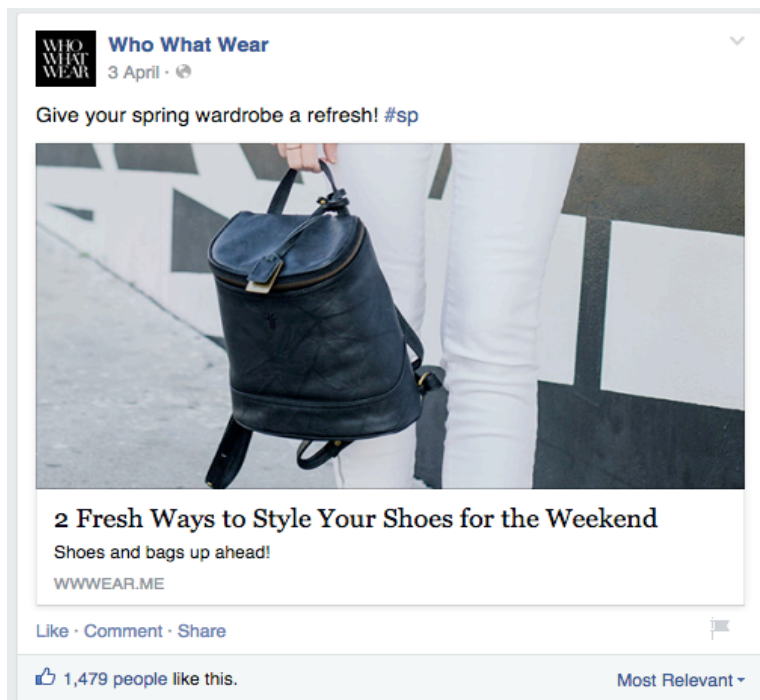 WHO
WHAT
WEAR
Who What Wear
3 April ·
Give your spring wardrobe a refresh! #sp
2 Fresh Ways to Style Your Shoes for the Weekend
Shoes and bags up ahead!
WWWEAR.ME
Like · Comment · Share
1,479 people like this.
Most Relevant